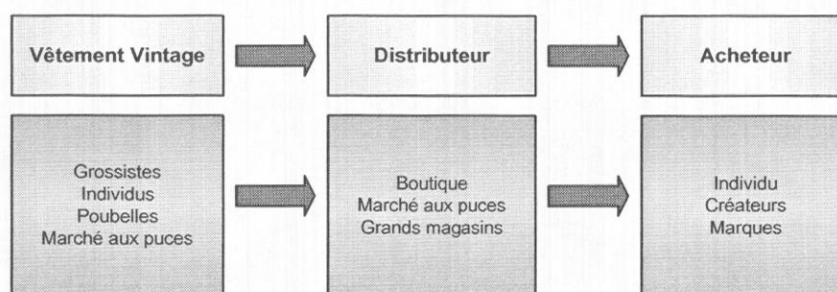 Vêtement Vintage
Distributeur
Acheteur
Grossistes
Individus
Poubelles
Marché aux puces
Boutique
Marché aux puces
Grands magasins
Individu
Créateurs
Marques